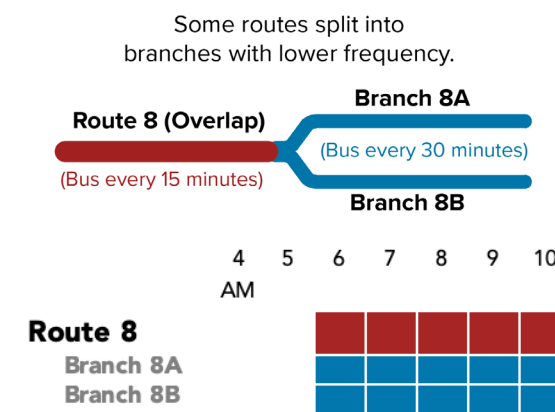 Some routes split into
branches with lower frequency.
Branch 8A
Route 8 (Overlap)
(Bus every 30 minutes)
(Bus every 15 minutes)
Branch 8B
4 5 6 7 8 9 10
AM
Route 8
Branch 8A
Branch 8B